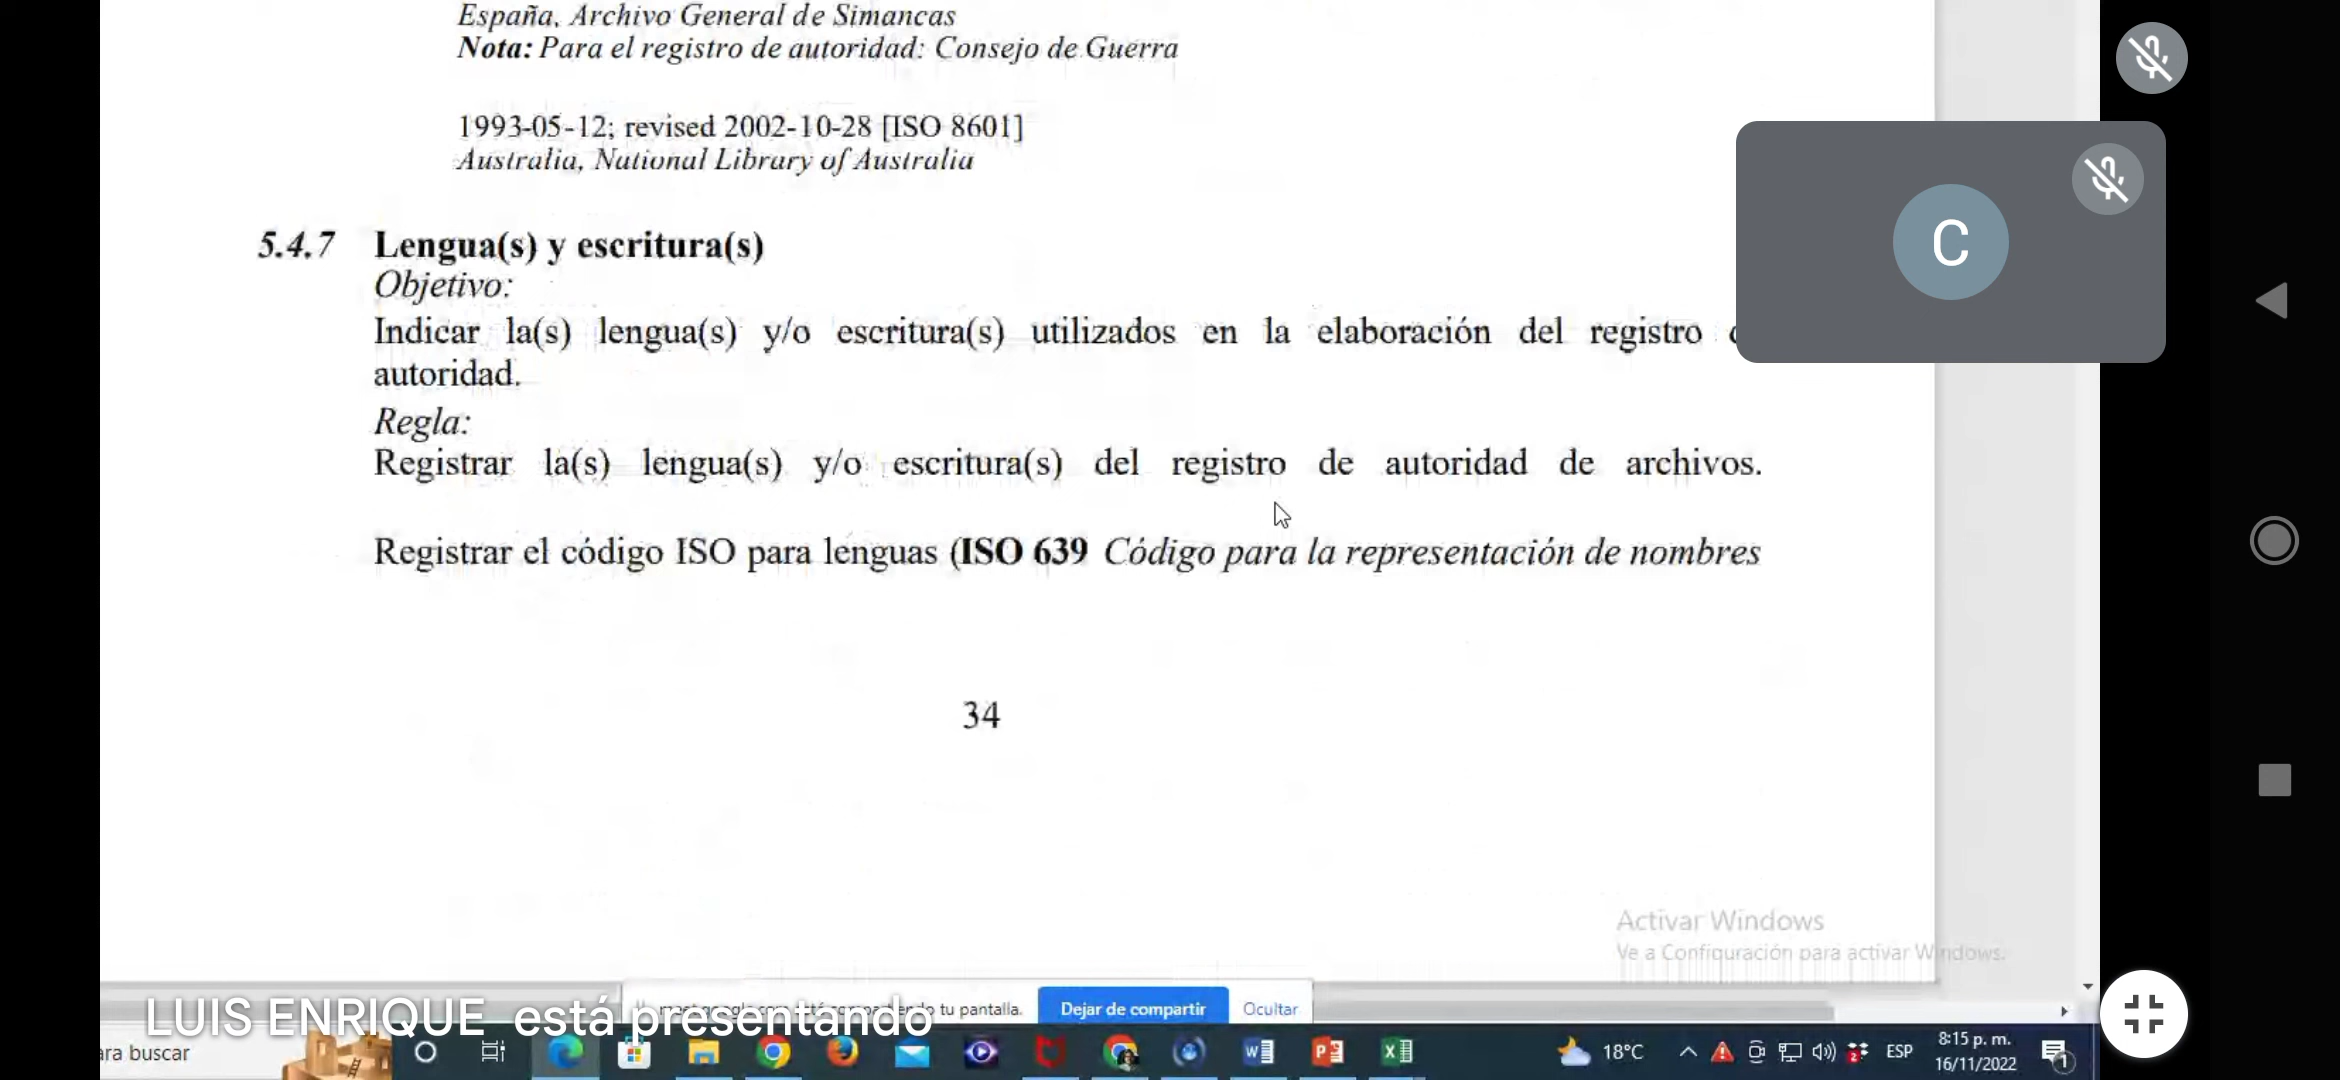 España, Archivo General de Simancas
Nota: Para el registro de autoridad: Consejo de Guerra
1993-05-12; revised 2002-10-28 [ISO 8601]
Australia, National Library of Australia
5.4.7 Lengua(s) y escritura(s)
Objetivo:
Indicar la(s) lengua(s) y/o escritura(s) utilizados en la elaboración del registro
autoridad.
Regla:
Registrar la(s) lengua(s) y/o escritura(s) del registro de autoridad de archivos.
Registrar el código ISO para lenguas (ISO 639 Código para la representación de nombres
34
C
Activar Windows
Ve a Configuración para activar Windows.
tu pantalla.
Dejar de compartir
Ocultar
LUIS ENRIQUE está presentando
ara buscar
18°C
ESP
8:15 p. m.
16/11/2022
1